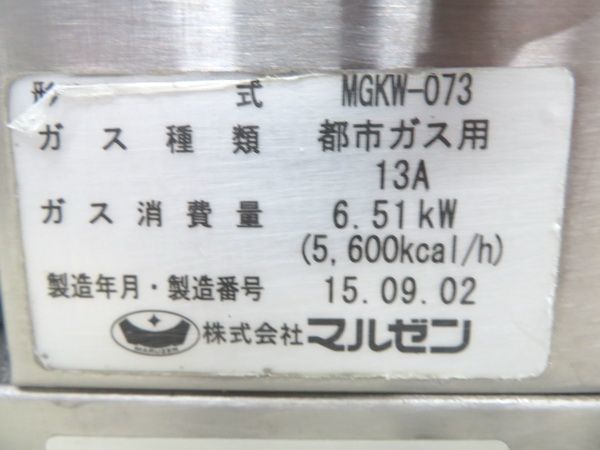 形 式 MGKW-073
ガス種類 都市ガス用
13A
ガス消費量 6.51kW
(5,600kcal/h)
製造年月・製造番号 15.09.02
MARUZEN 株式会社マルゼン